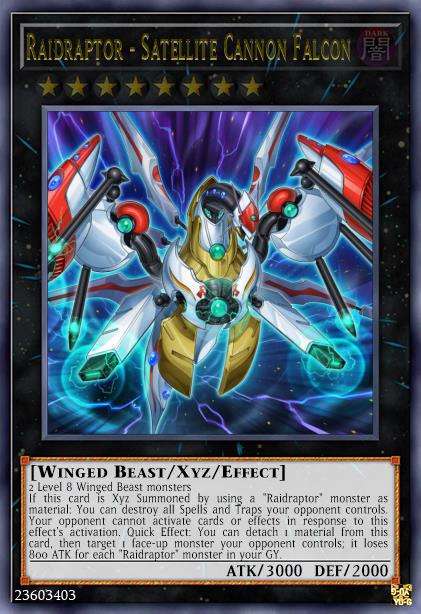 Raidraptor - Satellite Cannon Falcon
DARK
闇
[Winged Beast/Xyz/Effect]
2 Level 8 Winged Beast monsters
If this card is Xyz Summoned by using a "Raidraptor" monster as
material: You can destroy all Spells and Traps your opponent controls.
Your opponent cannot activate cards or effects in response to this
effect's activation. Quick Effect: You can detach 1 material from this
card, then target 1 face-up monster your opponent controls; it loses
800 ATK for each "Raidraptor" monster in your GY.
ATK/3000 DEF/2000
23603403